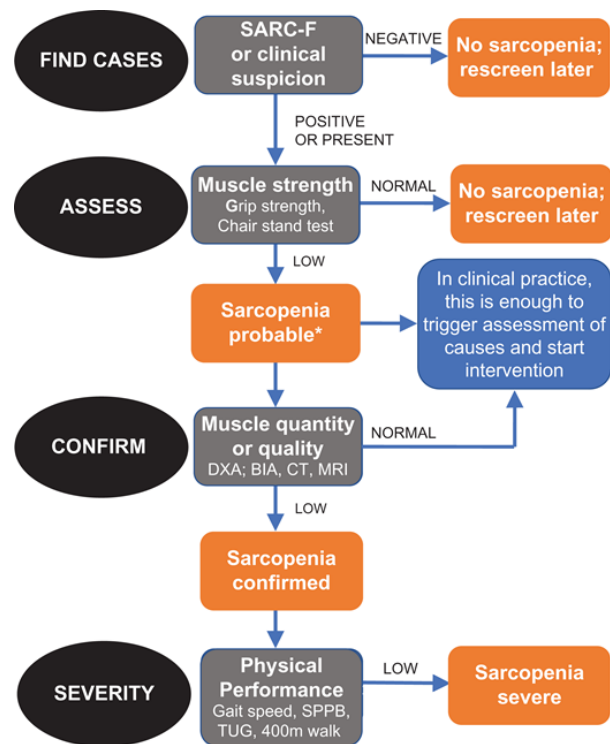 FIND CASES
SARC-F
or clinical
suspicion
NEGATIVE
No sarcopenia;
rescreen later
POSITIVE
OR PRESENT
ASSESS
Muscle strength
Grip strength,
Chair stand test
NORMAL
No sarcopenia;
rescreen later
LOW
Sarcopenia
probable*
In clinical practice,
this is enough to
trigger assessment of
causes and start
intervention
CONFIRM
Muscle quantity
or quality
DXA; BIA, CT, MRI
NORMAL
LOW
Sarcopenia
confirmed
SEVERITY
Physical
Performance
Gait speed, SPPB,
TUG, 400m walk
LOW
Sarcopenia
severe